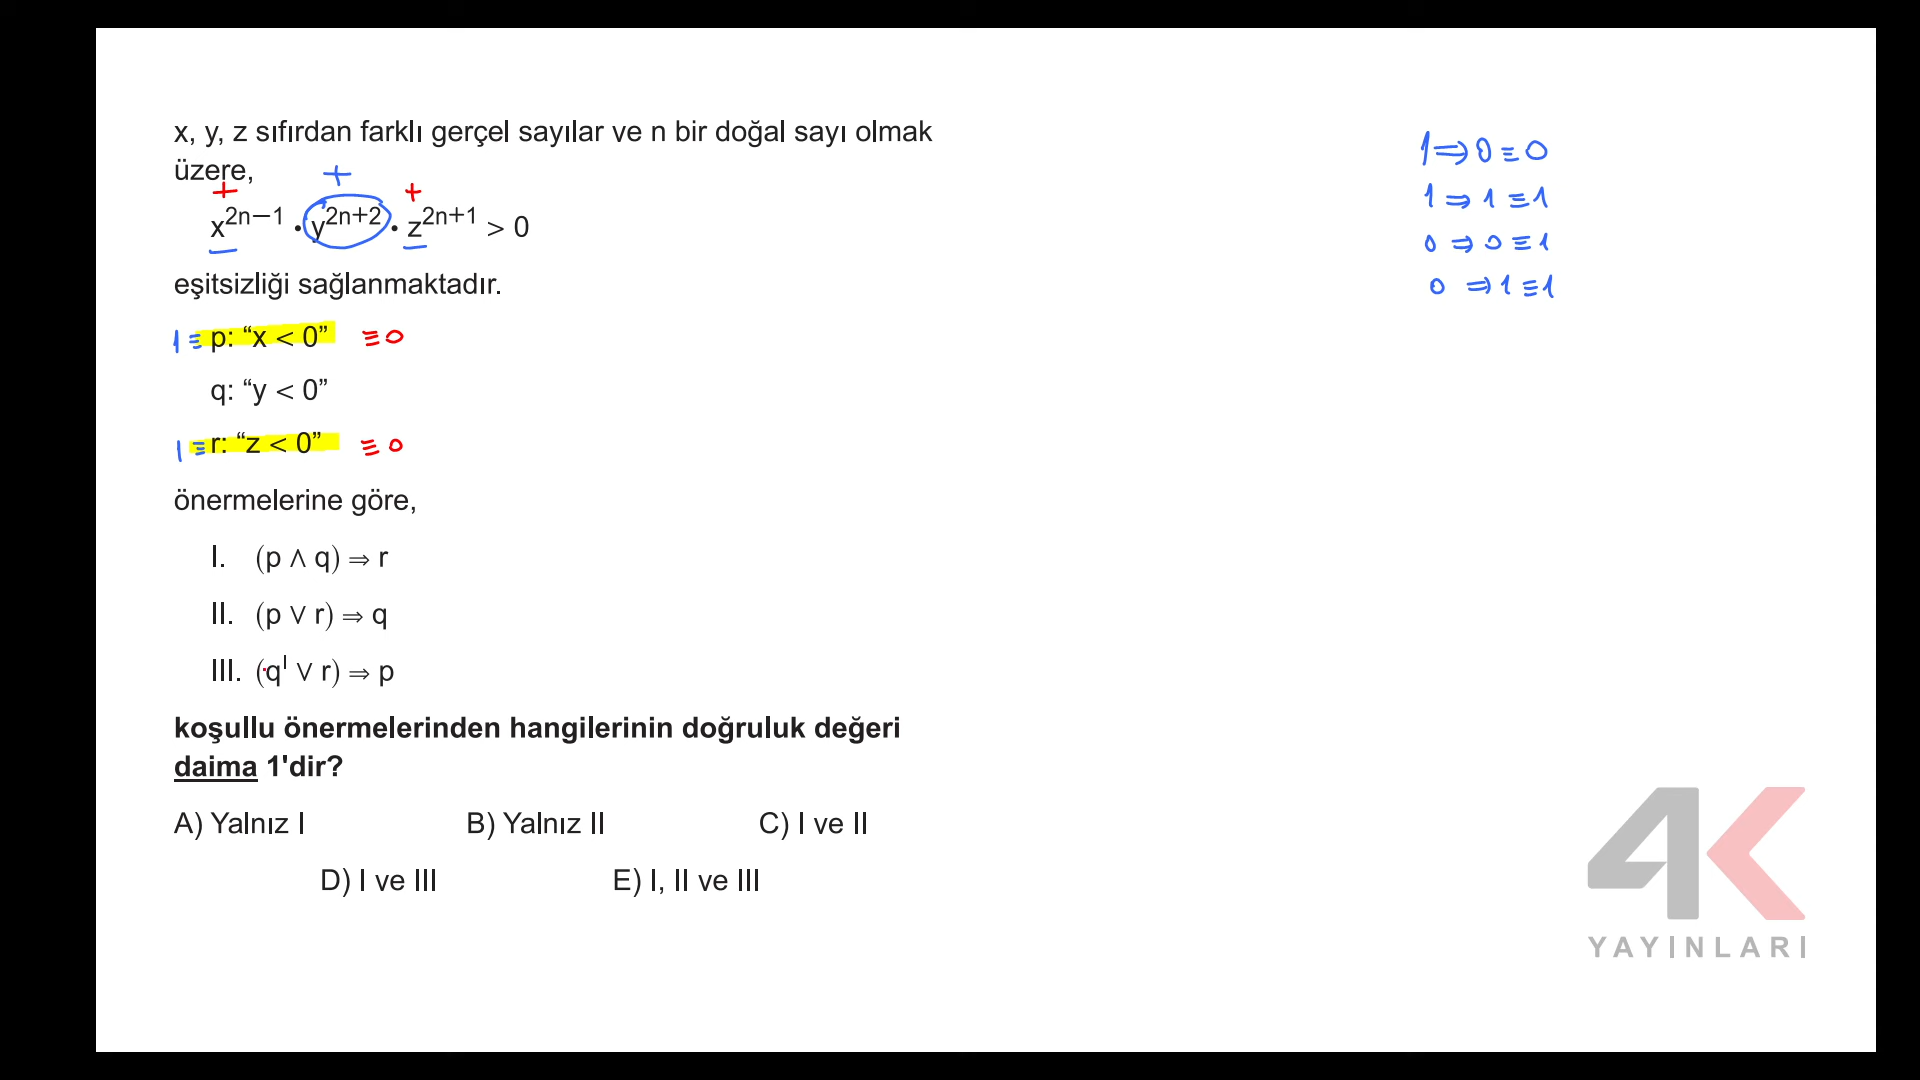 x, y, z sıfırdan farklı gerçel sayılar ve n bir doğal sayı olmak
üzere,
+ + +
x^{2n−1} · y^{2n+2} · z^{2n+1} > 0
eşitsizliği sağlanmaktadır.
1 ≡ p: “x < 0” ≡ 0
q: “y < 0”
1 ≡ r: “z < 0” ≡ 0
önermelerine göre,
I. (p ∧ q) ⇒ r
II. (p ∨ r) ⇒ q
III. (qᴵ ∨ r) ⇒ p
koşullu önermelerinden hangilerinin doğruluk değeri
daima 1'dir?
A) Yalnız I B) Yalnız II C) I ve II
D) I ve III E) I, II ve III
1 ⇒ 0 ≡ 0
1 ⇒ 1 ≡ 1
0 ⇒ 0 ≡ 1
0 ⇒ 1 ≡ 1
4K
YAYINLARI